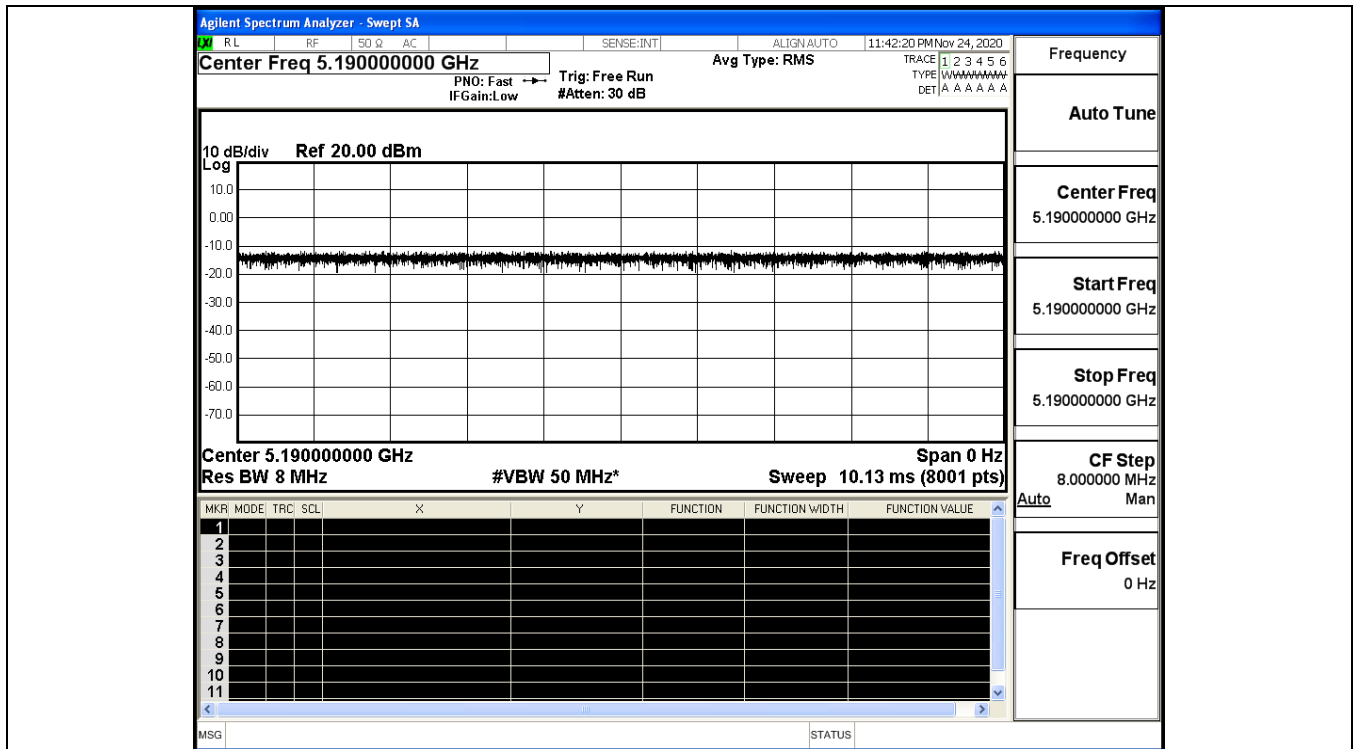 Agilent Spectrum Analyzer - Swept SA
LXI RL RF 50 Ω AC SENSE:INT ALIGN AUTO 11:42:20 PM Nov 24, 2020
Center Freq 5.190000000 GHz Avg Type: RMS TRACE 1 2 3 4 5 6
PNO: Fast Trig: Free Run TYPE WWWWWW
IFGain:Low #Atten: 30 dB DET A A A A A A
Frequency
Auto Tune
Center Freq
5.190000000 GHz
Start Freq
5.190000000 GHz
Stop Freq
5.190000000 GHz
CF Step
8.000000 MHz
Auto Man
Freq Offset
0 Hz
10 dB/div Ref 20.00 dBm
Log
10.0
0.00
-10.0
-20.0
-30.0
-40.0
-50.0
-60.0
-70.0
Center 5.190000000 GHz Span 0 Hz
Res BW 8 MHz #VBW 50 MHz* Sweep 10.13 ms (8001 pts)
MKR MODE TRC SCL X Y FUNCTION FUNCTION WIDTH FUNCTION VALUE
1
2
3
4
5
6
7
8
9
10
11
MSG STATUS